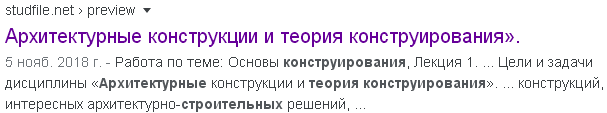 studfile.net › preview
Архитектурные конструкции и теория конструирования».
5 нояб. 2018 г. - Работа по теме: Основы конструирования, Лекция 1. ... Цели и задачи
дисциплины «Архитектурные конструкции и теория конструирования». ... конструкций,
интересных архитектурно-строительных решений, ...